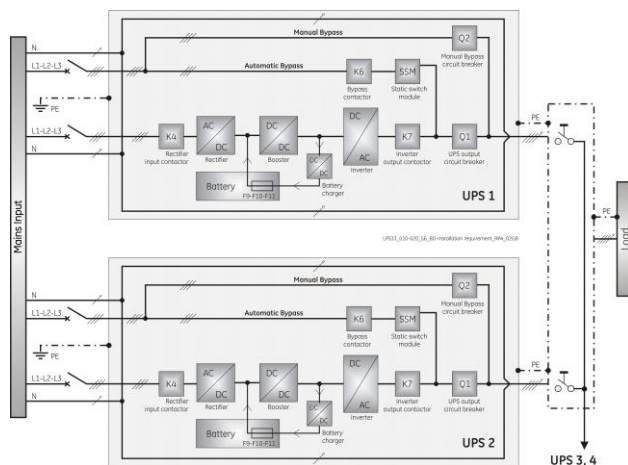 Mains Input
N
L1-L2-L3
PE
L1-L2-L3
N
Manual Bypass
Q2
Manual Bypass
circuit breaker
Automatic Bypass
K6
Bypass
contactor
SSM
Static switch
module
K4
Rectifier
input contactor
AC
DC
Rectifier
DC
DC
Booster
DC
DC
Battery
charger
Battery
F9-F10-F11
DC
AC
Inverter
K7
inverter
output contactor
Q1
UPS output
circuit breaker
UPS 1
PE
PE
Load
N
L1-L2-L3
PE
L1-L2-L3
N
Manual Bypass
Q2
Manual Bypass
circuit breaker
Automatic Bypass
K6
Bypass
contactor
SSM
Static switch
module
K4
Rectifier
input contactor
AC
DC
Rectifier
DC
DC
Booster
DC
DC
Battery
charger
Battery
F9-F10-F11
DC
AC
Inverter
K7
inverter
output contactor
Q1
UPS output
circuit breaker
UPS 2
PE
UPS 3, 4